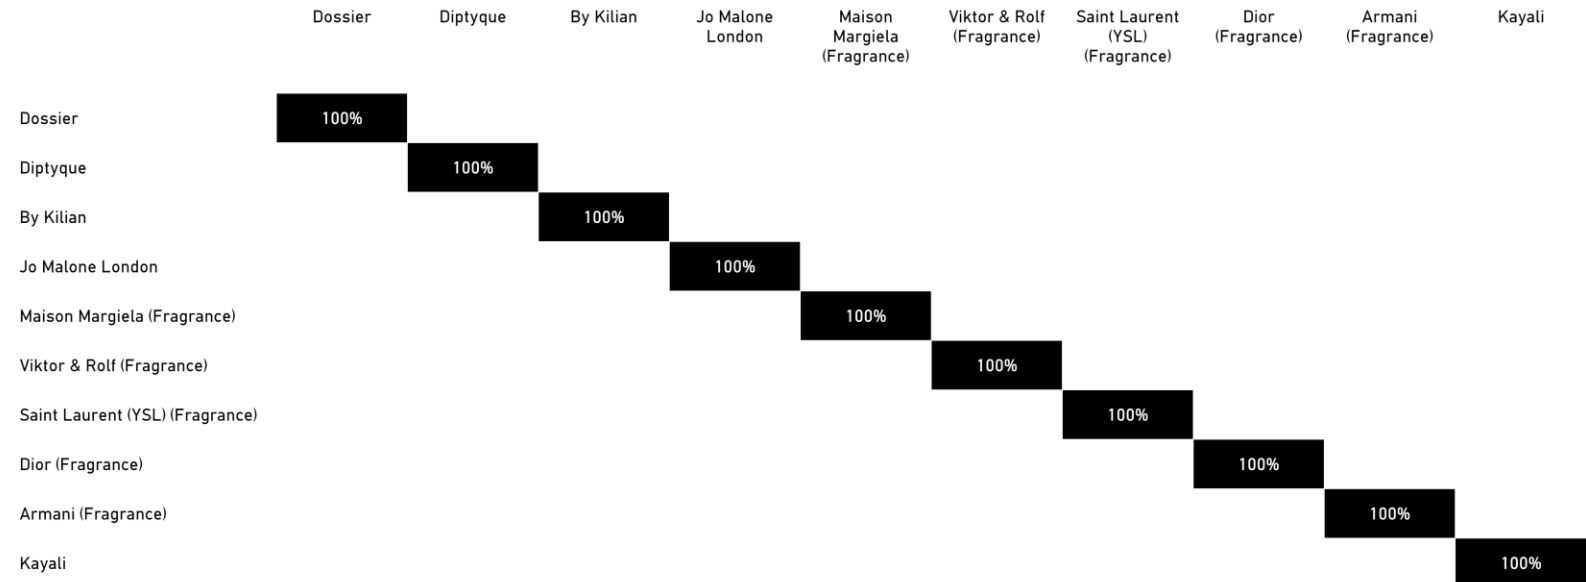 Dossier Diptyque By Kilian Jo Malone London Maison Margiela (Fragrance) Viktor & Rolf (Fragrance) Saint Laurent (YSL) (Fragrance) Dior (Fragrance) Armani (Fragrance) Kayali
Dossier 100%
Diptyque 100%
By Kilian 100%
Jo Malone London 100%
Maison Margiela (Fragrance) 100%
Viktor & Rolf (Fragrance) 100%
Saint Laurent (YSL) (Fragrance) 100%
Dior (Fragrance) 100%
Armani (Fragrance) 100%
Kayali 100%